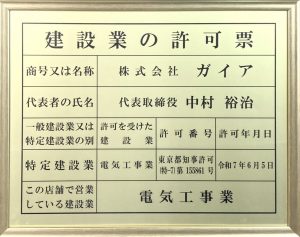 建設業の許可票
商号又は名称 株式会社 ガイア
代表者の氏名 代表取締役 中村 裕治
一般建設業又は
特定建設業の別
許可を受けた
建設業
許可番号
許可年月日
特定建設業
電気工事業
東京都知事許可
(特-7)第155861号
令和7年6月5日
この店舗で営業
している建設業
電気工事業